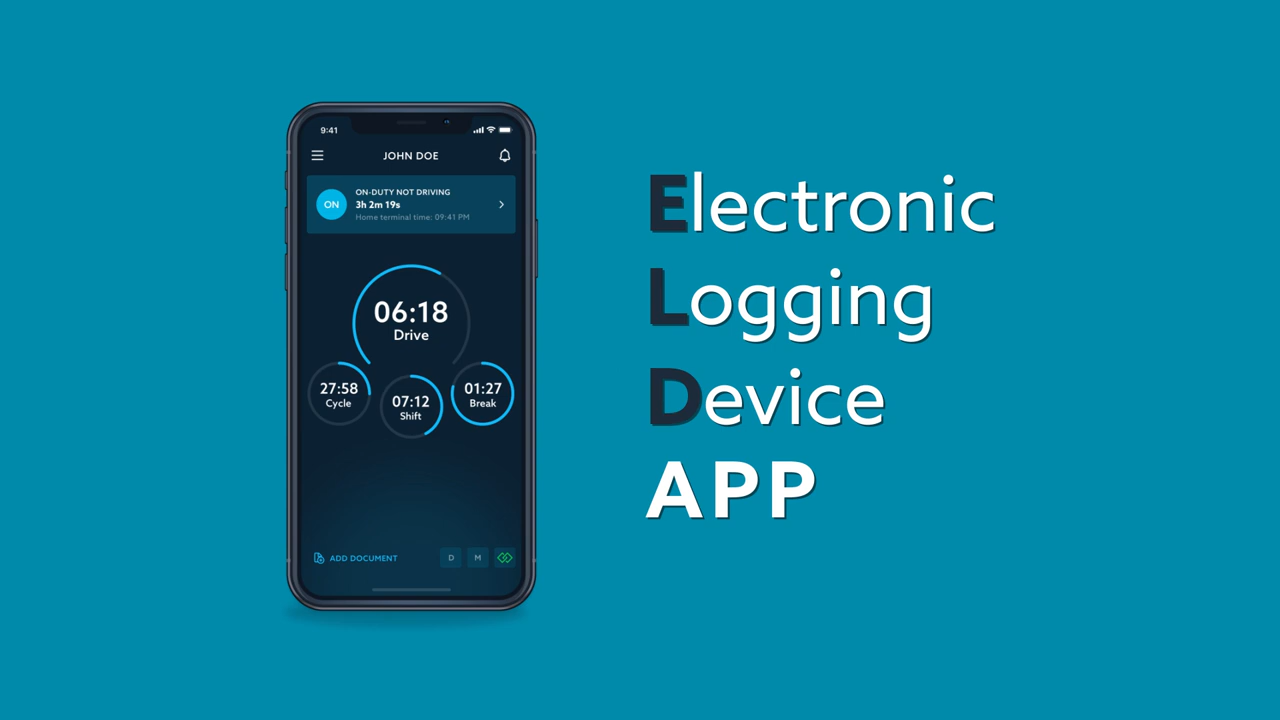 9:41
JOHN DOE
ON-DUTY NOT DRIVING
ON
3h 2m 19s
Home terminal time: 09:41 PM
06:18
Drive
27:58
Cycle
07:12
Shift
01:27
Break
ADD DOCUMENT
D
M
Electronic
Logging
Device
APP